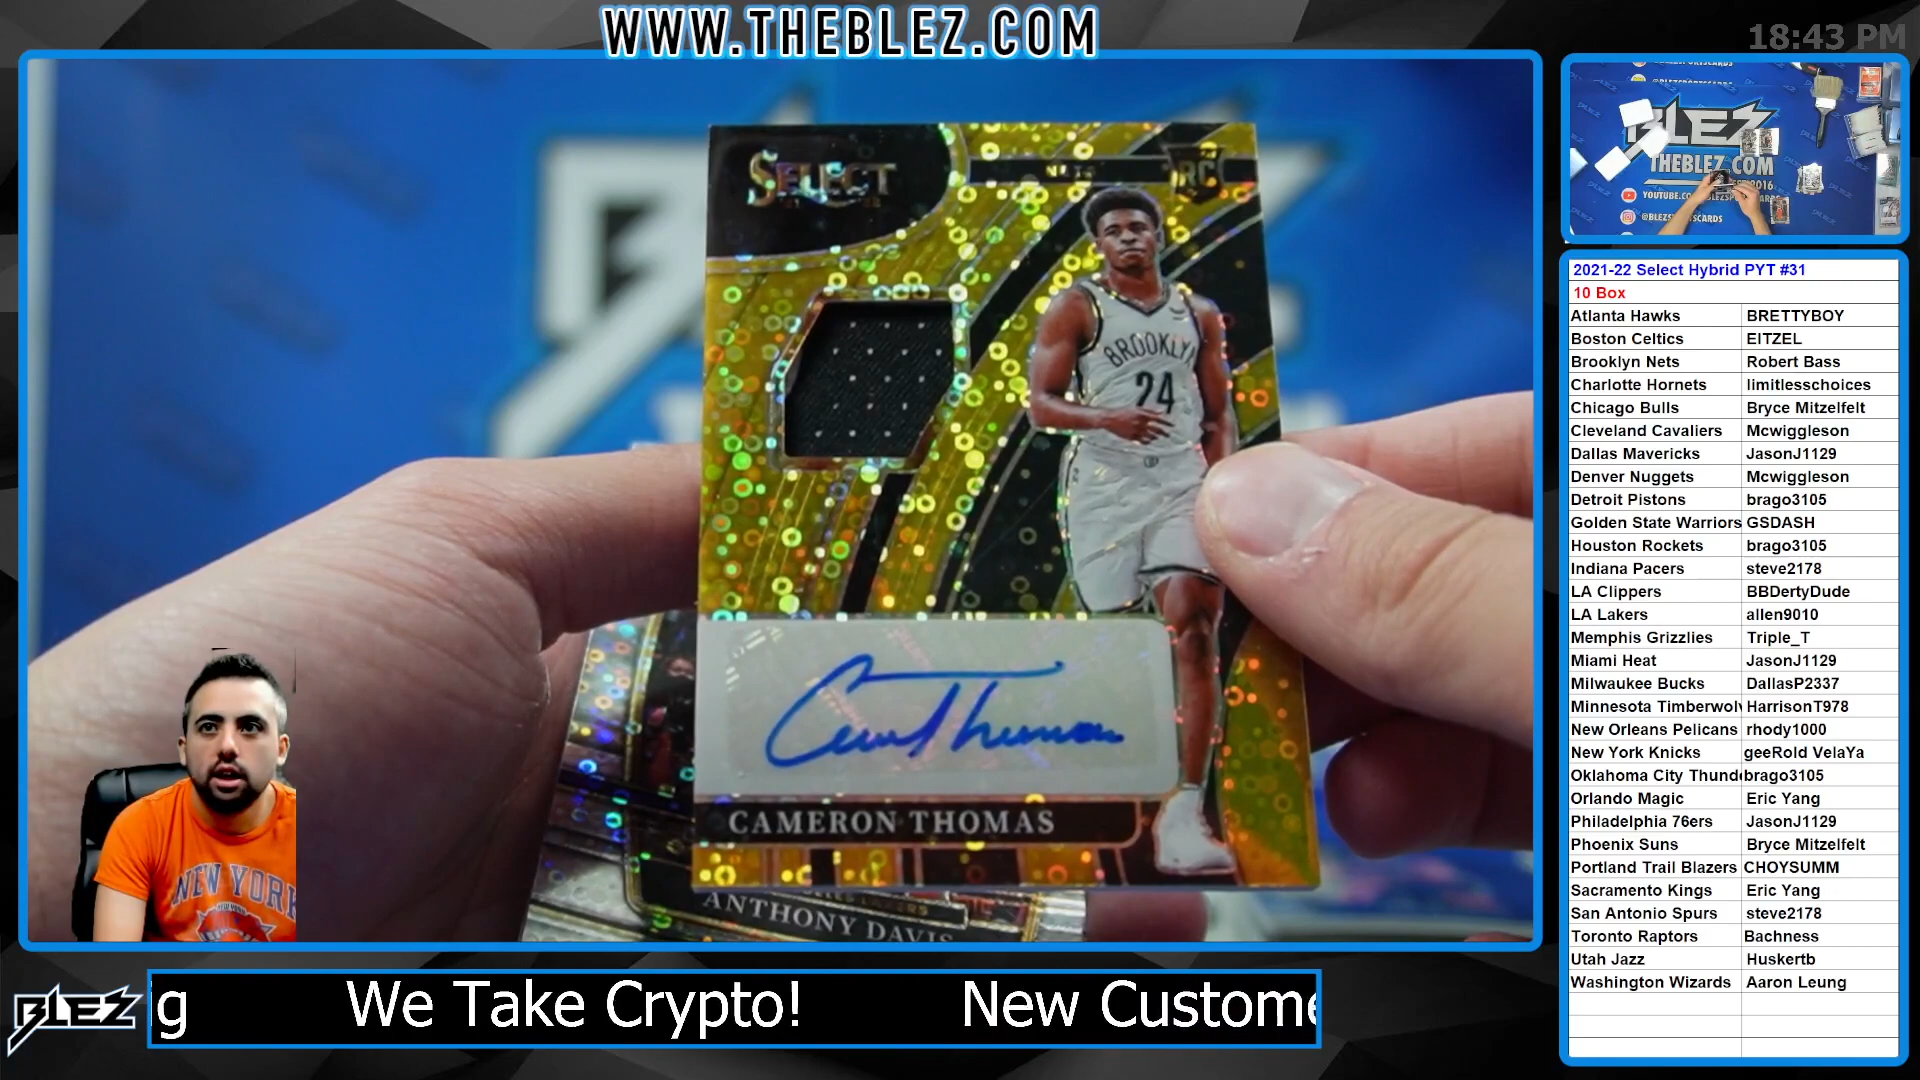 WWW.THEBLEZ.COM
18:43 PM
SELECT
NETS
RC
BROOKLYN
24
CAMERON THOMAS
ANTHONY DAVIS
NEW YORK
BLEZ
THEBLEZ.COM
@BLEZSPORTSCARDS
2021-22 Select Hybrid PYT #31
10 Box
Atlanta Hawks BRETTYBOY
Boston Celtics EITZEL
Brooklyn Nets Robert Bass
Charlotte Hornets limitlesschoices
Chicago Bulls Bryce Mitzelfelt
Cleveland Cavaliers Mcwiggleson
Dallas Mavericks JasonJ1129
Denver Nuggets Mcwiggleson
Detroit Pistons brago3105
Golden State Warriors GSDASH
Houston Rockets brago3105
Indiana Pacers steve2178
LA Clippers BBDertyDude
LA Lakers allen9010
Memphis Grizzlies Triple_T
Miami Heat JasonJ1129
Milwaukee Bucks DallasP2337
Minnesota Timberwolv HarrisonT978
New Orleans Pelicans rhody1000
New York Knicks geeRold VelaYa
Oklahoma City Thunde brago3105
Orlando Magic Eric Yang
Philadelphia 76ers JasonJ1129
Phoenix Suns Bryce Mitzelfelt
Portland Trail Blazers CHOYSUMM
Sacramento Kings Eric Yang
San Antonio Spurs steve2178
Toronto Raptors Bachness
Utah Jazz Huskertb
Washington Wizards Aaron Leung
BLEZ
g We Take Crypto! New Custome